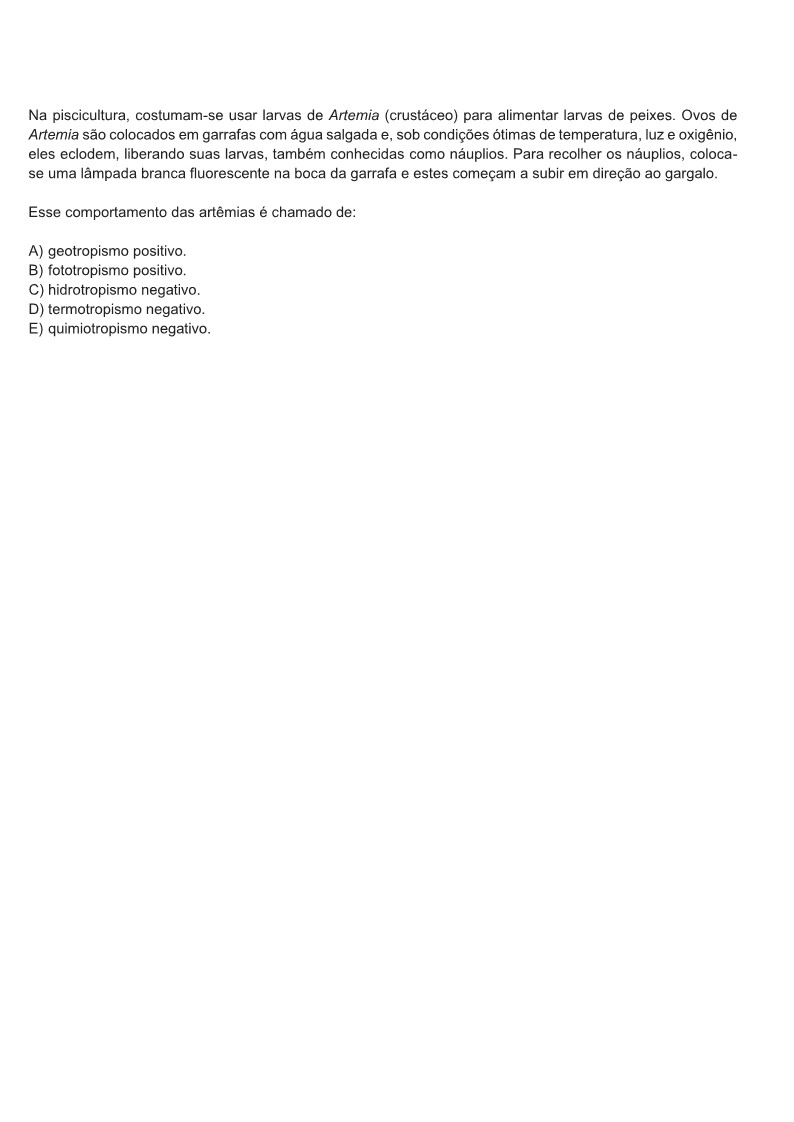 Na piscicultura, costumam-se usar larvas de Artemia (crustáceo) para alimentar larvas de peixes. Ovos de
Artemia são colocados em garrafas com água salgada e, sob condições ótimas de temperatura, luz e oxigênio,
eles eclodem, liberando suas larvas, também conhecidas como náuplios. Para recolher os náuplios, coloca-
se uma lâmpada branca fluorescente na boca da garrafa e estes começam a subir em direção ao gargalo.
Esse comportamento das artêmias é chamado de:
A) geotropismo positivo.
B) fototropismo positivo.
C) hidrotropismo negativo.
D) termotropismo negativo.
E) quimiotropismo negativo.